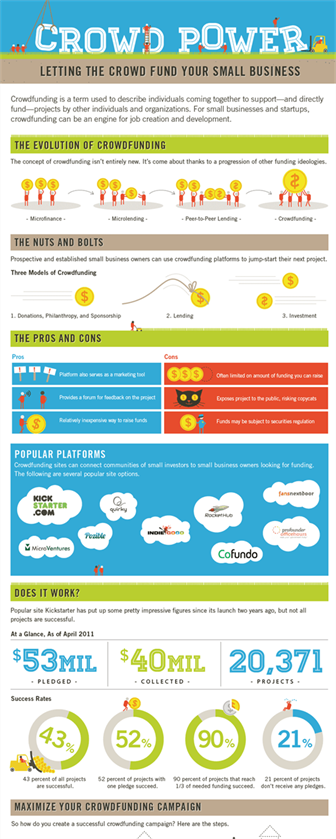 CROWD POWER
LETTING THE CROWD FUND YOUR SMALL BUSINESS
Crowdfunding is a term used to describe individuals coming together to support—and directly
fund—projects by other individuals and organizations. For small businesses and startups,
crowdfunding can be an engine for job creation and development.
THE EVOLUTION OF CROWDFUNDING
The concept of crowdfunding isn't entirely new. It's come about thanks to a progression of other funding ideologies.
- Microfinance -
- Microlending -
- Peer-to-Peer Lending -
- Crowdfunding -
THE NUTS AND BOLTS
Prospective and established small business owners can use crowdfunding platforms to jump-start their next project.
Three Models of Crowdfunding
1. Donations, Philanthropy, and Sponsorship
2. Lending
3. Investment
THE PROS AND CONS
Pros
Cons
Platform also serves as a marketing tool
Often limited on amount of funding you can raise
Provides a forum for feedback on the project
Exposes project to the public, risking copycats
Relatively inexpensive way to raise funds
Funds may be subject to securities regulation
POPULAR PLATFORMS
Crowdfunding sites can connect communities of small investors to small business owners looking for funding.
The following are several popular site options.
KICK
STARTER
.COM
quirky
RocketHub
fansnextdoor
Peoible
INDIEGOGO
profounder
MicroVentures
Cofundo
DOES IT WORK?
Popular site Kickstarter has put up some pretty impressive figures since its launch two years ago, but not all
projects are successful.
At a Glance, As of April 2011
$53MIL
- PLEDGED -
$40MIL
- COLLECTED -
20,371
- PROJECTS -
Success Rates
43%
52%
90%
21%
43 percent of all projects
are successful.
52 percent of projects with
one pledge succeed.
90 percent of projects that reach
1/3 of needed funding succeed.
21 percent of projects
don't receive any pledges.
MAXIMIZE YOUR CROWDFUNDING CAMPAIGN
So how do you create a successful crowdfunding campaign? Here are the steps.